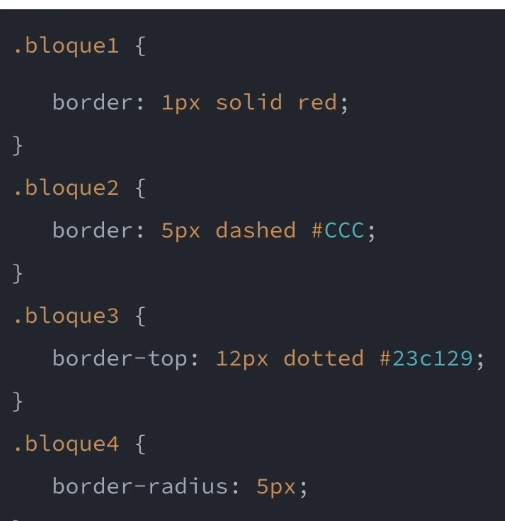 .bloque1 {
border: 1px solid red;
}
.bloque2 {
border: 5px dashed #CCC;
}
.bloque3 {
border-top: 12px dotted #23c129;
}
.bloque4 {
border-radius: 5px;
}